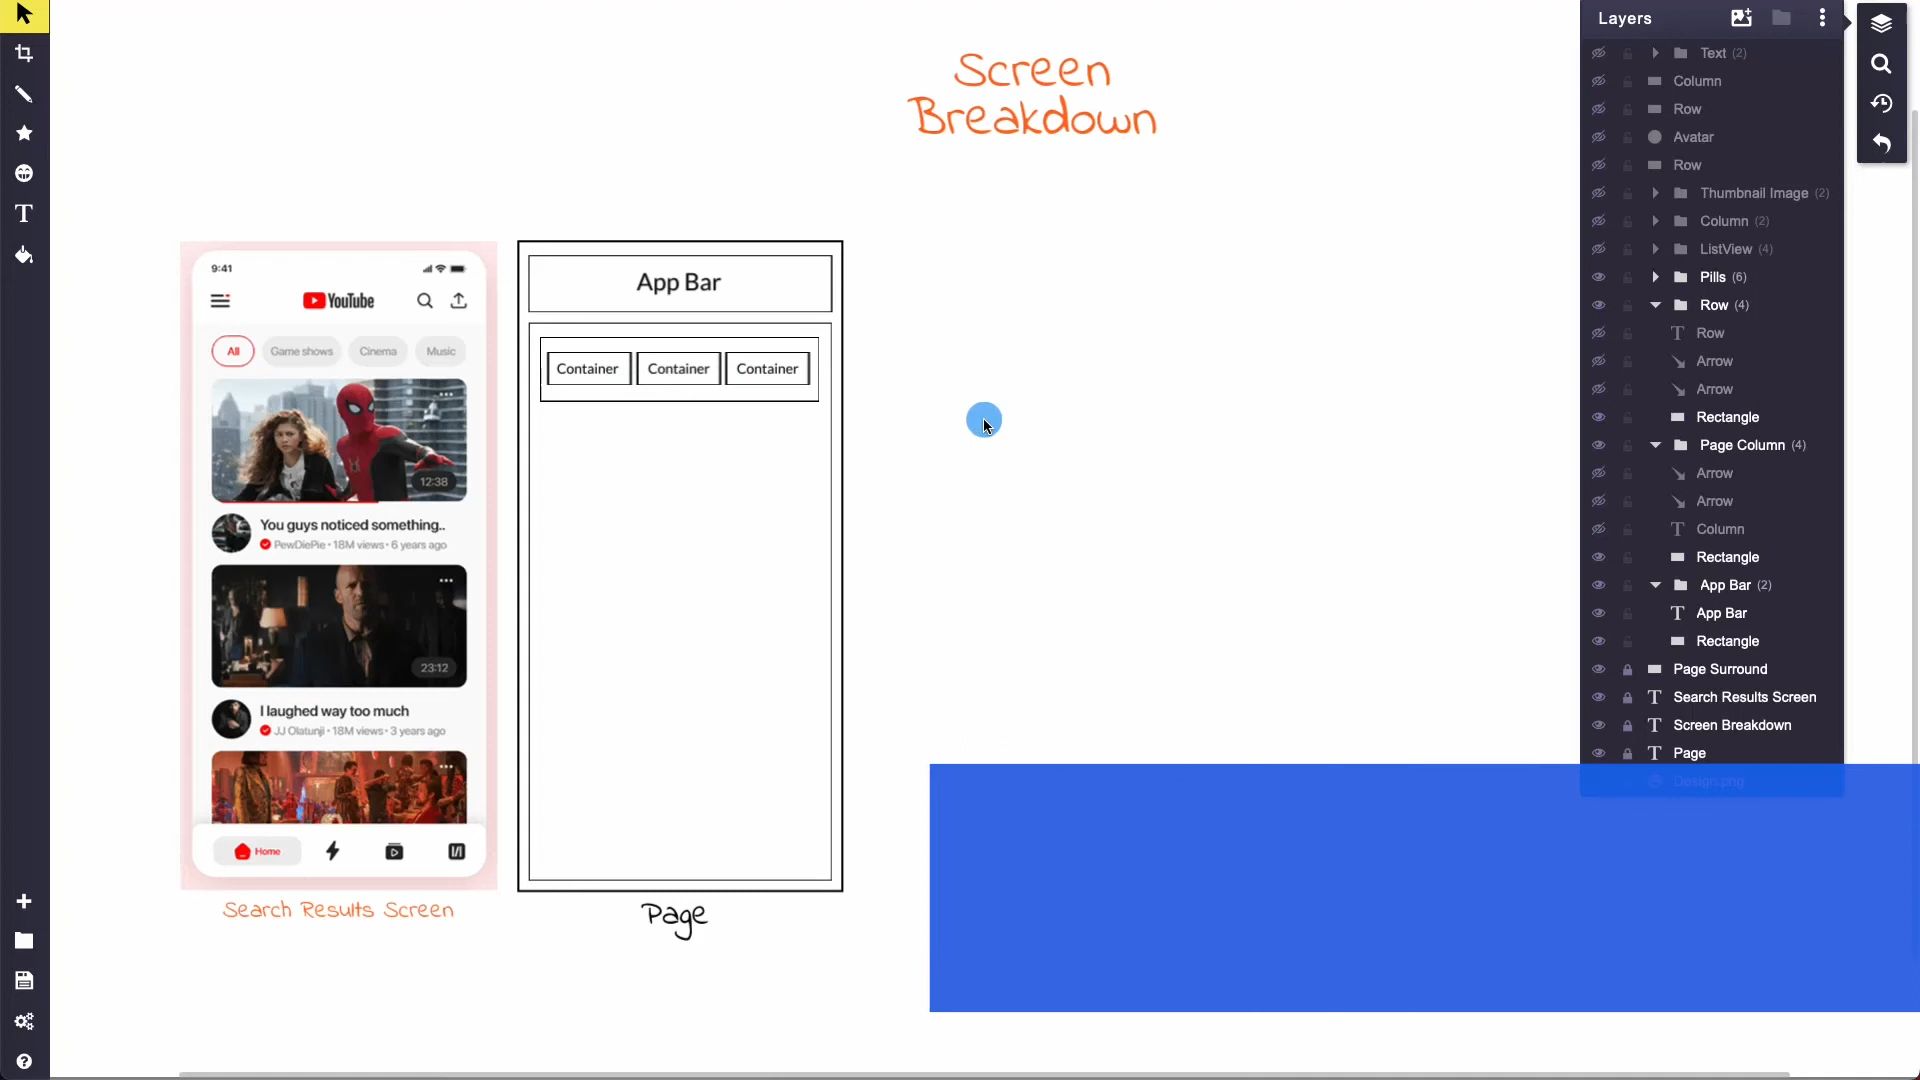 Screen
Breakdown
9:41
YouTube
All
Game shows
Cinema
Music
12:38
You guys noticed something..
PewDiePie • 18M views • 6 years ago
23:12
I laughed way too much
JJ Olatunji • 18M views • 3 years ago
Home
Search Results Screen
App Bar
Container
Container
Container
Page
Layers
Text (2)
Column
Row
Avatar
Row
Thumbnail Image (2)
Column (2)
ListView (4)
Pills (6)
Row (4)
Row
Arrow
Arrow
Rectangle
Page Column (4)
Arrow
Arrow
Column
Rectangle
App Bar (2)
App Bar
Rectangle
Page Surround
Search Results Screen
Screen Breakdown
Page
Design.png